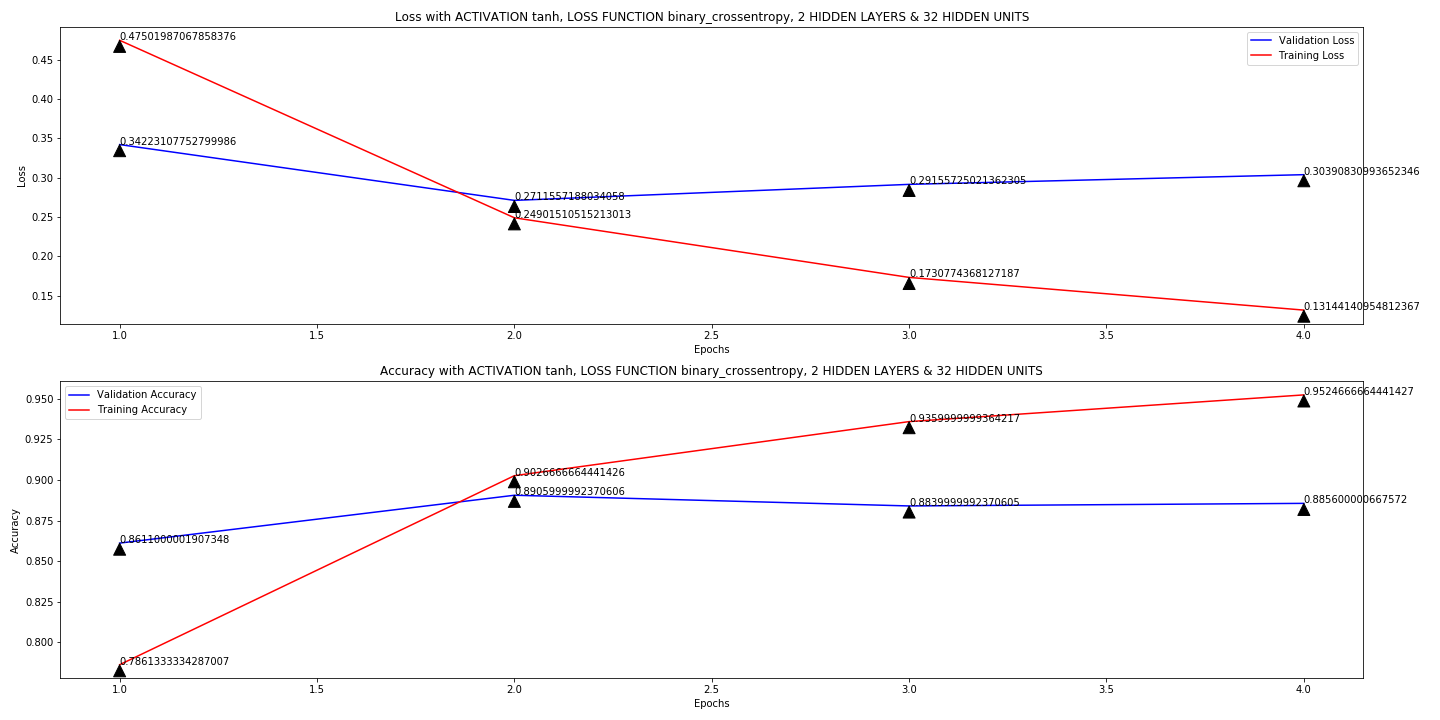 Loss with ACTIVATION tanh, LOSS FUNCTION binary_crossentropy, 2 HIDDEN LAYERS & 32 HIDDEN UNITS
Validation Loss
Training Loss
0.47501987067858376
0.34223107752799986
0.2711557188034058
0.24901510515213013
0.29155725021362305
0.1730774368127187
0.30390830993652346
0.13144140954812367
Loss
0.45
0.40
0.35
0.30
0.25
0.20
0.15
1.0 1.5 2.0 2.5 3.0 3.5 4.0
Epochs
Accuracy with ACTIVATION tanh, LOSS FUNCTION binary_crossentropy, 2 HIDDEN LAYERS & 32 HIDDEN UNITS
Validation Accuracy
Training Accuracy
0.8611000001907348
0.7861333334287007
0.9026666664441426
0.8905999992370606
0.9359999999364217
0.8839999992370605
0.9524666664441427
0.885600000667572
Accuracy
0.950
0.925
0.900
0.875
0.850
0.825
0.800
1.0 1.5 2.0 2.5 3.0 3.5 4.0
Epochs